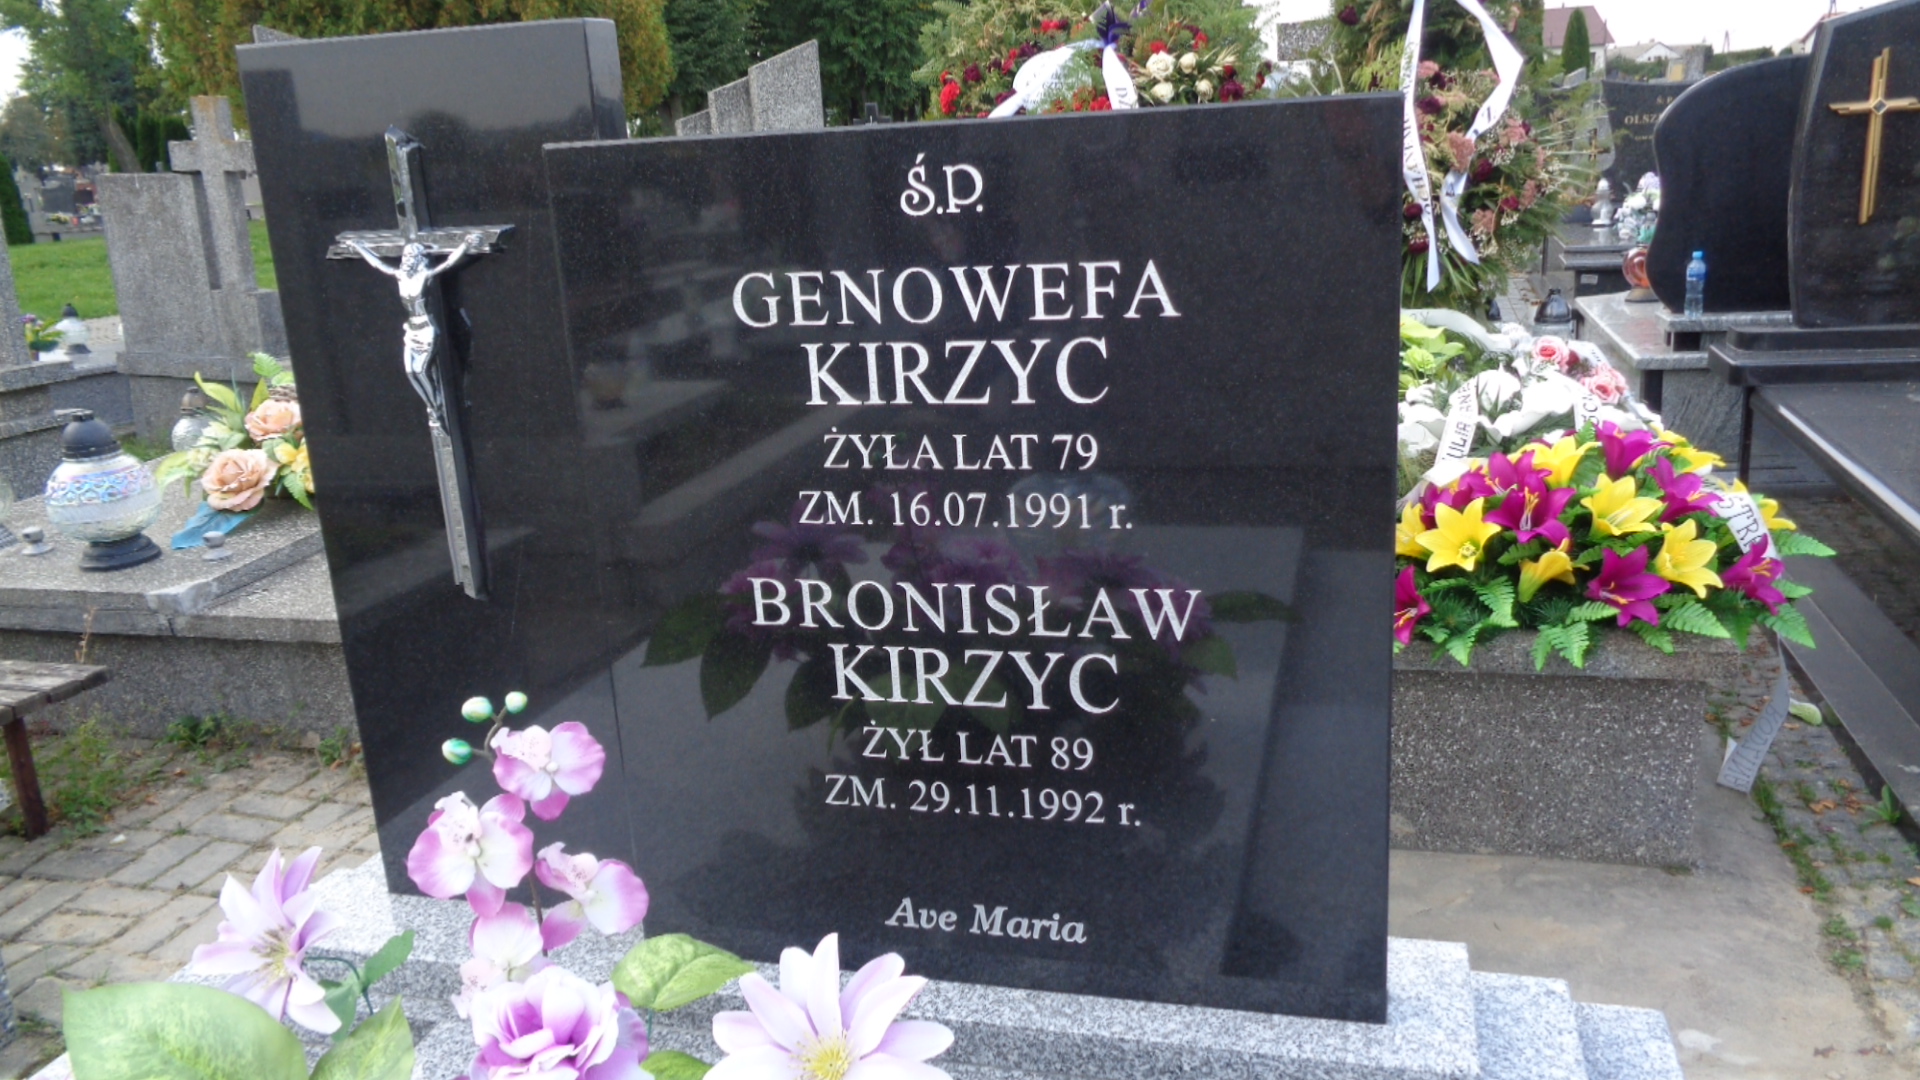 Ś.P.
GENOWEFA
KIRZYC
ŻYŁA LAT 79
ZM. 16.07.1991 r.
BRONISŁAW
KIRZYC
ŻYŁ LAT 89
ZM. 29.11.1992 r.
Ave Maria